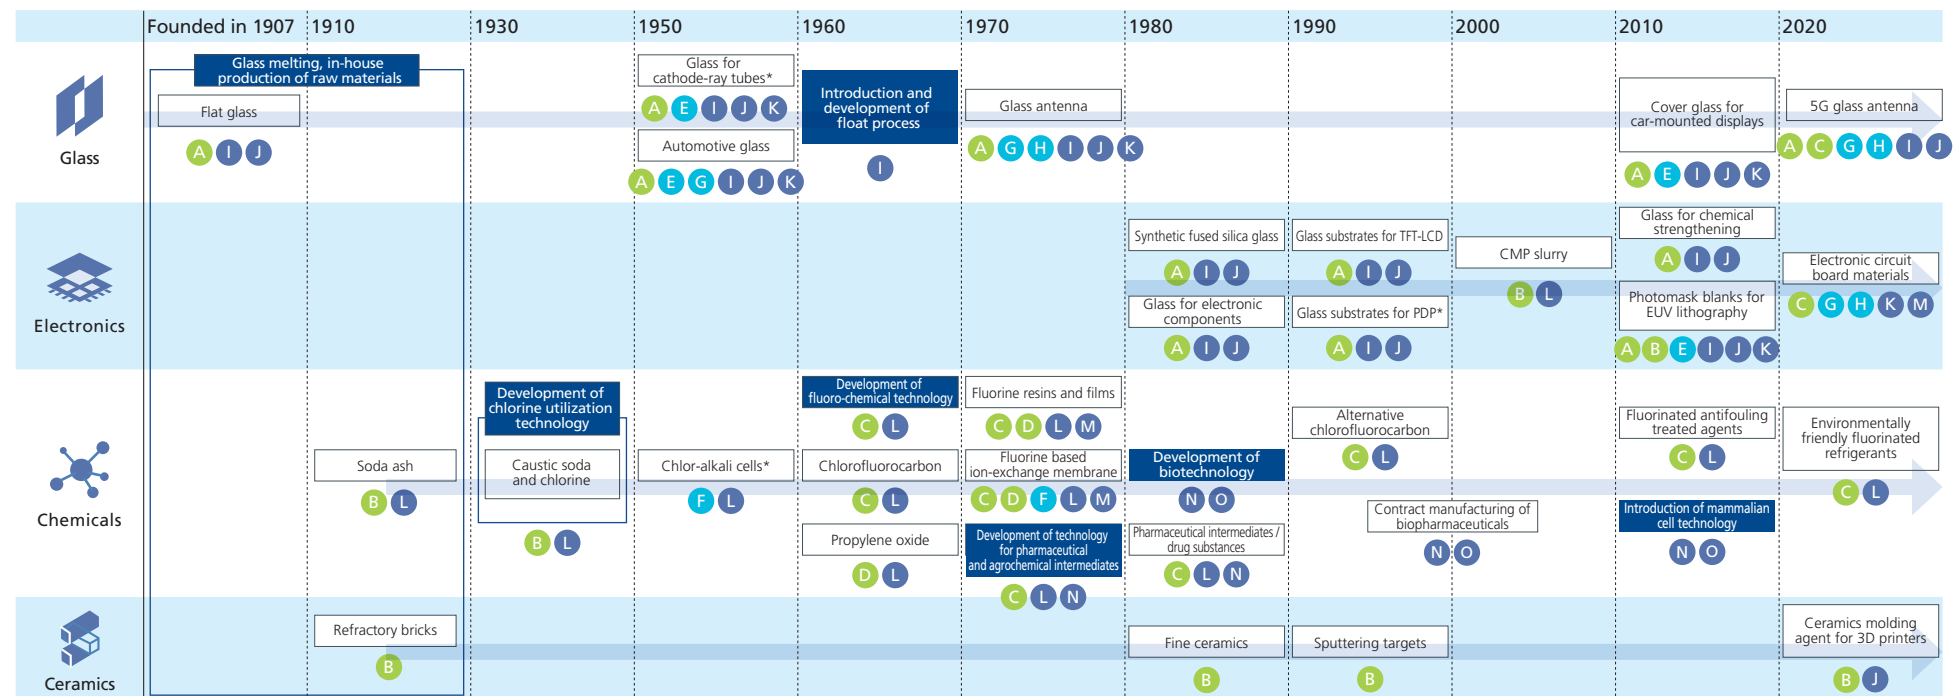 Founded in 1907 1910 1930 1950 1960 1970 1980 1990 2000 2010 2020
Glass
Glass melting, in-house
production of raw materials
Flat glass
A I J
Glass for
cathode-ray tubes*
A E I J K
Automotive glass
A E G I J K
Introduction and
development of
float process
I
Glass antenna
A G H I J K
Cover glass for
car-mounted displays
A E I J K
5G glass antenna
A C G H I J
Electronics
Synthetic fused silica glass
A I J
Glass for electronic
components
A I J
Glass substrates for TFT-LCD
A I J
Glass substrates for PDP*
A I J
CMP slurry
B L
Glass for chemical
strengthening
A I J
Photomask blanks for
EUV lithography
A B E I J K
Electronic circuit
board materials
C G H K M
Chemicals
Soda ash
B L
Development of
chlorine utilization
technology
Caustic soda
and chlorine
B L
Chlor-alkali cells*
F L
Development of
fluoro-chemical technology
C L
Chlorofluorocarbon
C L
Propylene oxide
D L
Fluorine resins and films
C D L M
Fluorine based
ion-exchange membrane
C D F L M
Development of technology
for pharmaceutical
and agrochemical intermediates
C L N
Development of
biotechnology
N O
Pharmaceutical intermediates /
drug substances
C L N
Alternative
chlorofluorocarbon
C L
Contract manufacturing of
biopharmaceuticals
N O
Fluorinated antifouling
treated agents
C L
Introduction of mammalian
cell technology
N O
Environmentally
friendly fluorinated
refrigerants
C L
Ceramics
Refractory bricks
B
Fine ceramics
B
Sputtering targets
B
Ceramics molding
agent for 3D printers
B J